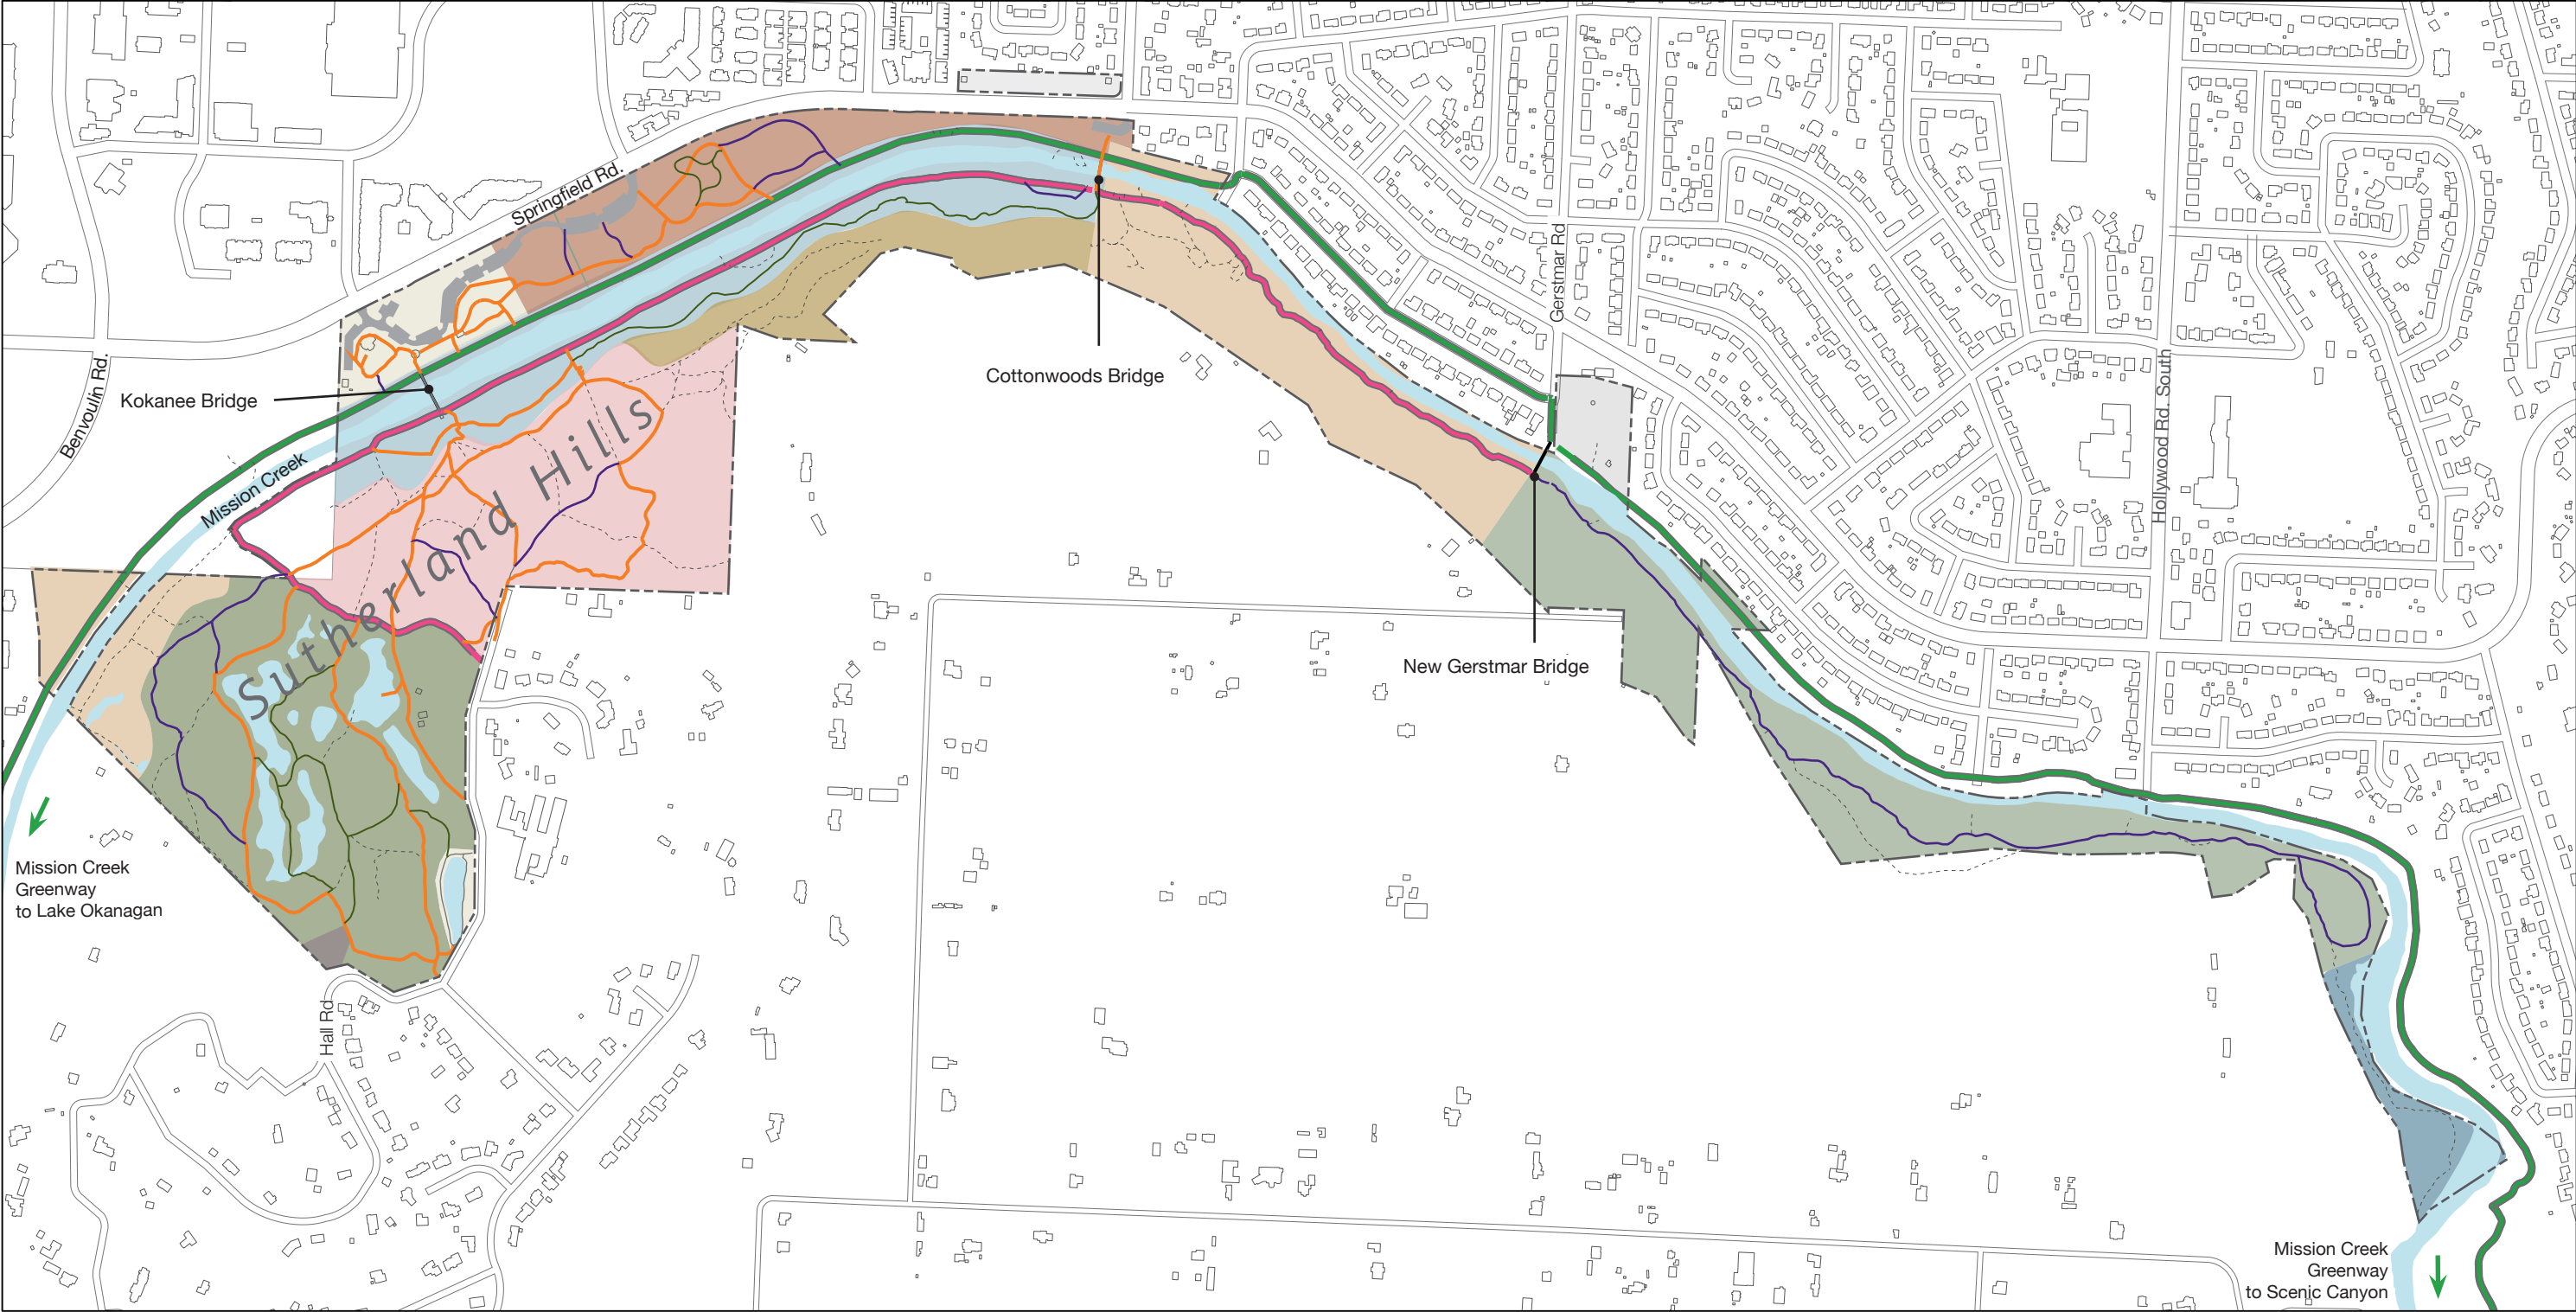 Springfield Rd.
Gerstmar Rd
Cottonwoods Bridge
Kokanee Bridge
Benvoulin Rd.
Hollywood Rd. South
Mission Creek
Sutherland Hills
New Gerstmar Bridge
Mission Creek
Greenway
to Lake Okanagan
Hall Rd
Mission Creek
Greenway
to Scenic Canyon